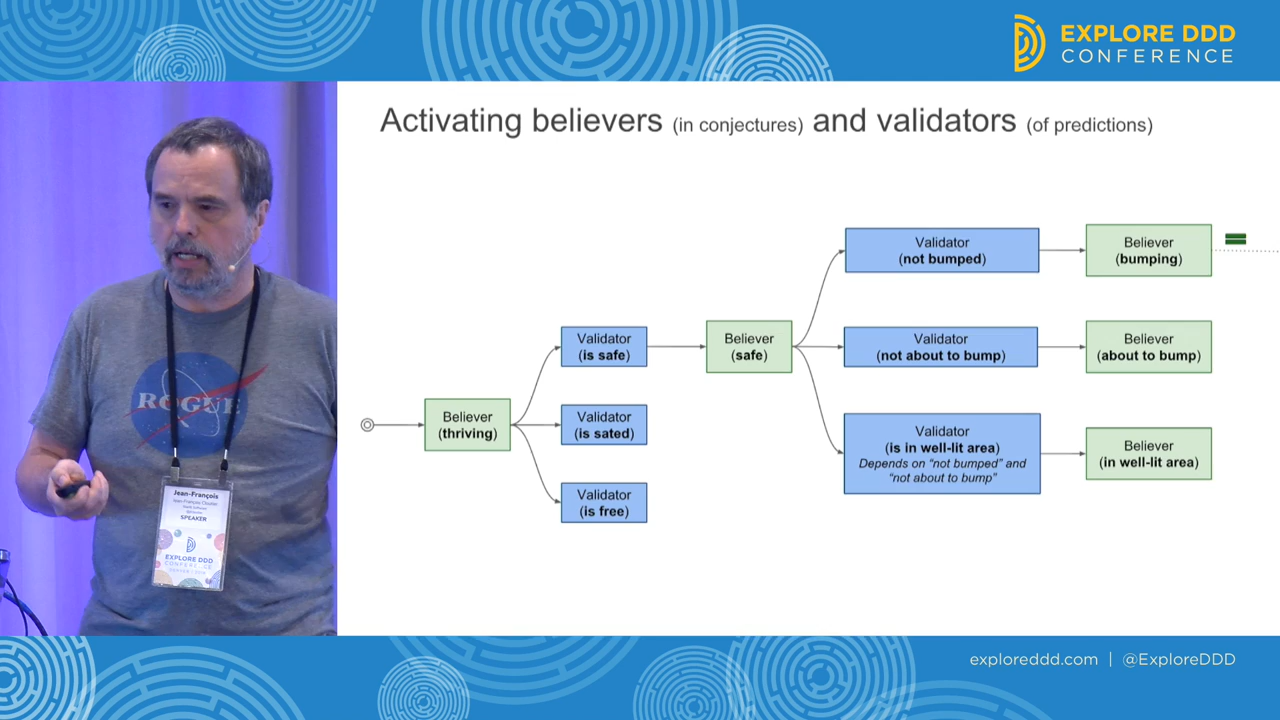 EXPLORE DDD
CONFERENCE
Activating believers (in conjectures) and validators (of predictions)
Validator
(not bumped)
Believer
(bumping)
Validator
(is safe)
Believer
(safe)
Validator
(not about to bump)
Believer
(about to bump)
Believer
(thriving)
Validator
(is sated)
Validator
(is in well-lit area)
Depends on “not bumped” and
“not about to bump”
Believer
(in well-lit area)
Validator
(is free)
ROGUE
Jean-François
SPEAKER
EXPLORE DDD
exploreddd.com | @ExploreDDD